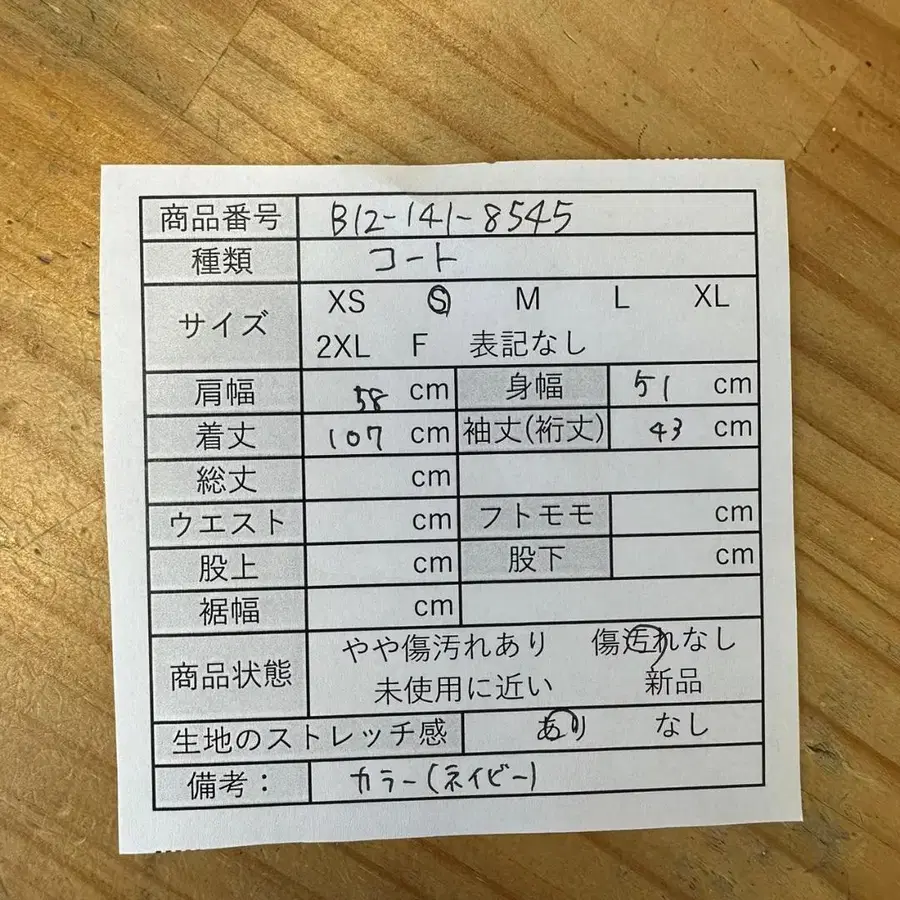 商品番号 B12-141-8545
種類 コート
サイズ XS S M L XL
2XL F 表記なし
肩幅 58 cm 身幅 51 cm
着丈 107 cm 袖丈(裄丈) 43 cm
総丈 cm
ウエスト cm フトモモ cm
股上 cm 股下 cm
裾幅 cm
商品状態 やや傷汚れあり 傷汚れなし
未使用に近い 新品
生地のストレッチ感 あり なし
備考: カラー(ネイビー)